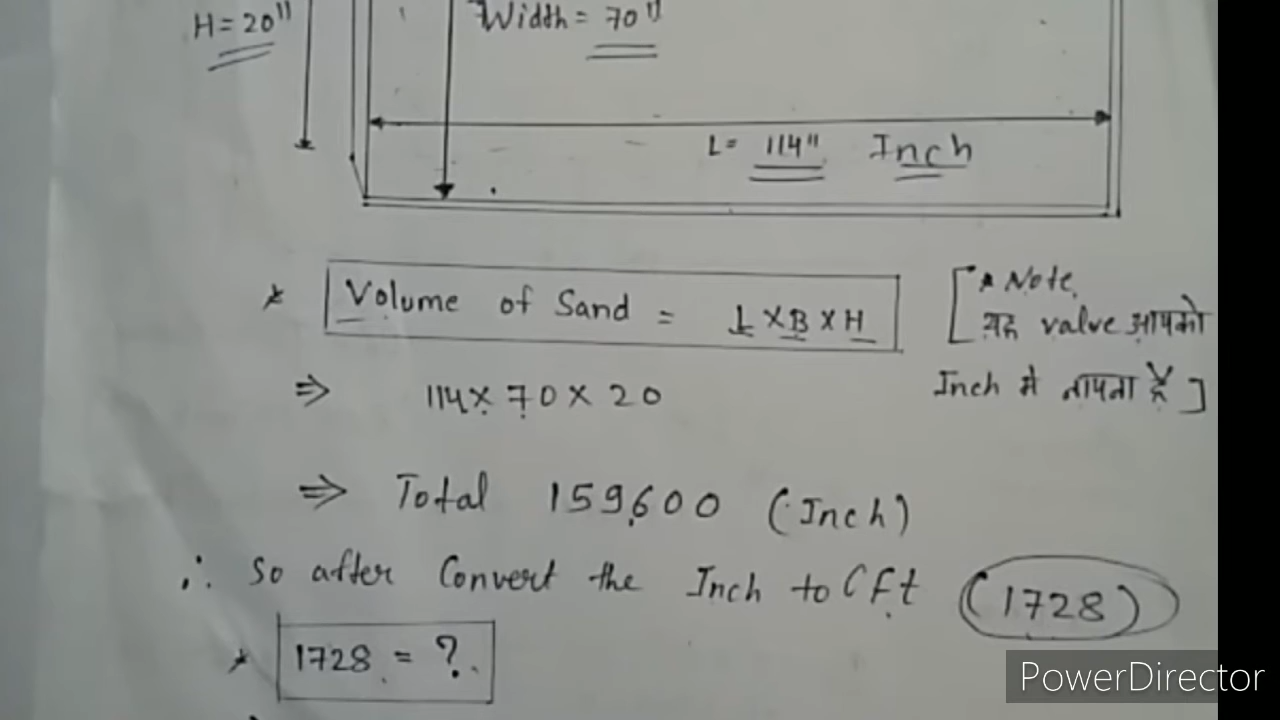 H = 20"
Width = 70"
L = 114" Inch
* Volume of Sand = L X B X H
[ * Note
यह valve आपको
Inch मे नापना है ]
⇒ 114 X 70 X 20
⇒ Total 159600 (Inch)
∴ So after Convert the Inch to Cft (1728)
* 1728 = ?
PowerDirector